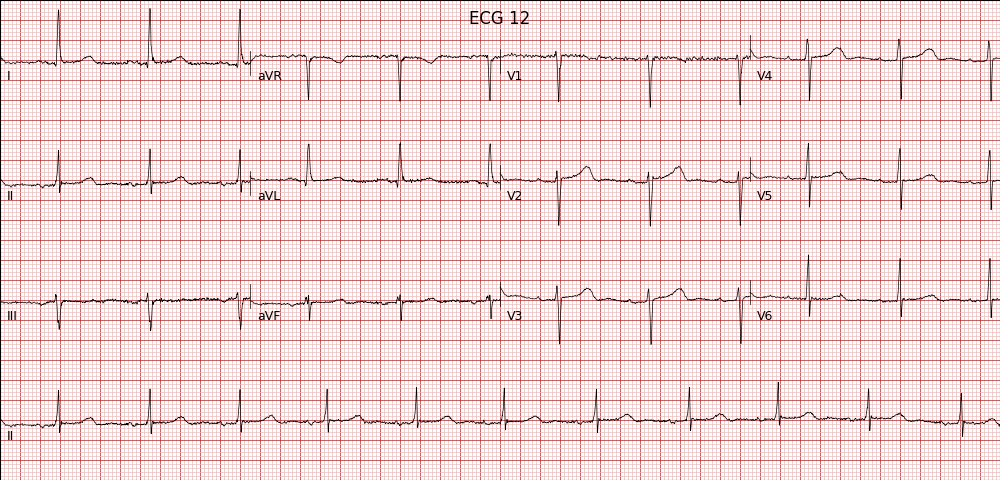 ECG 12
I aVR V1 V4
II aVL V2 V5
III aVF V3 V6
II